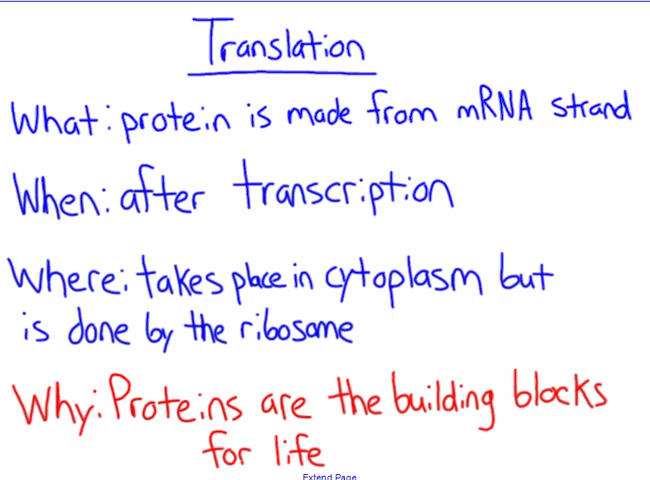 Translation
What: protein is made from mRNA strand
When: after transcription
Where: takes place in cytoplasm but
is done by the ribosome
Why: Proteins are the building blocks
for life
Extend Page